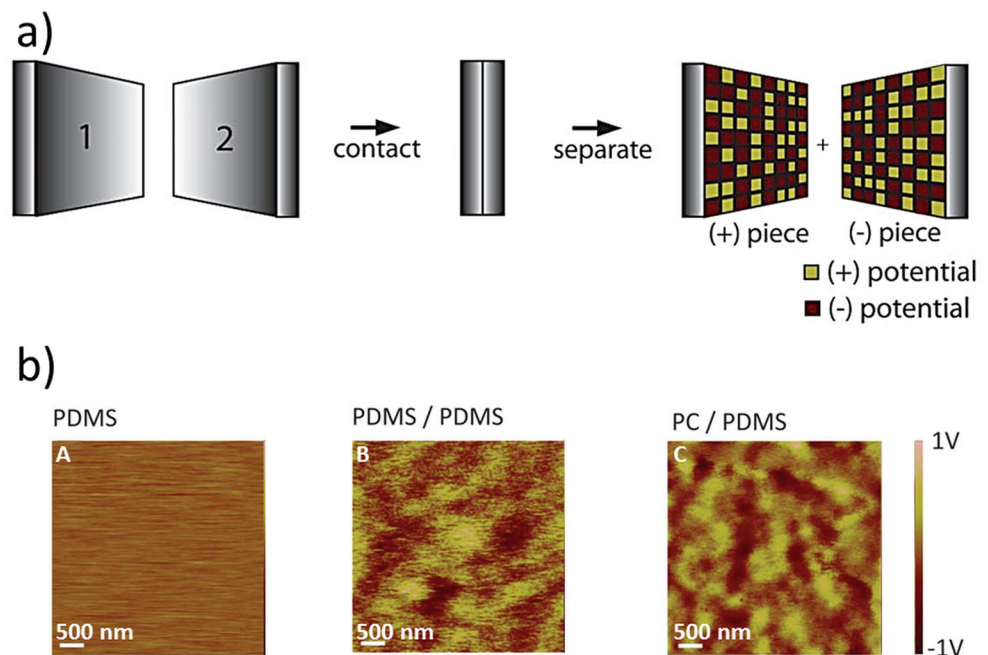 a)
1
2
contact
separate
+
(+) piece
(-) piece
(+) potential
(-) potential
b)
PDMS
PDMS / PDMS
PC / PDMS
A
B
C
1V
500 nm
500 nm
500 nm
-1V